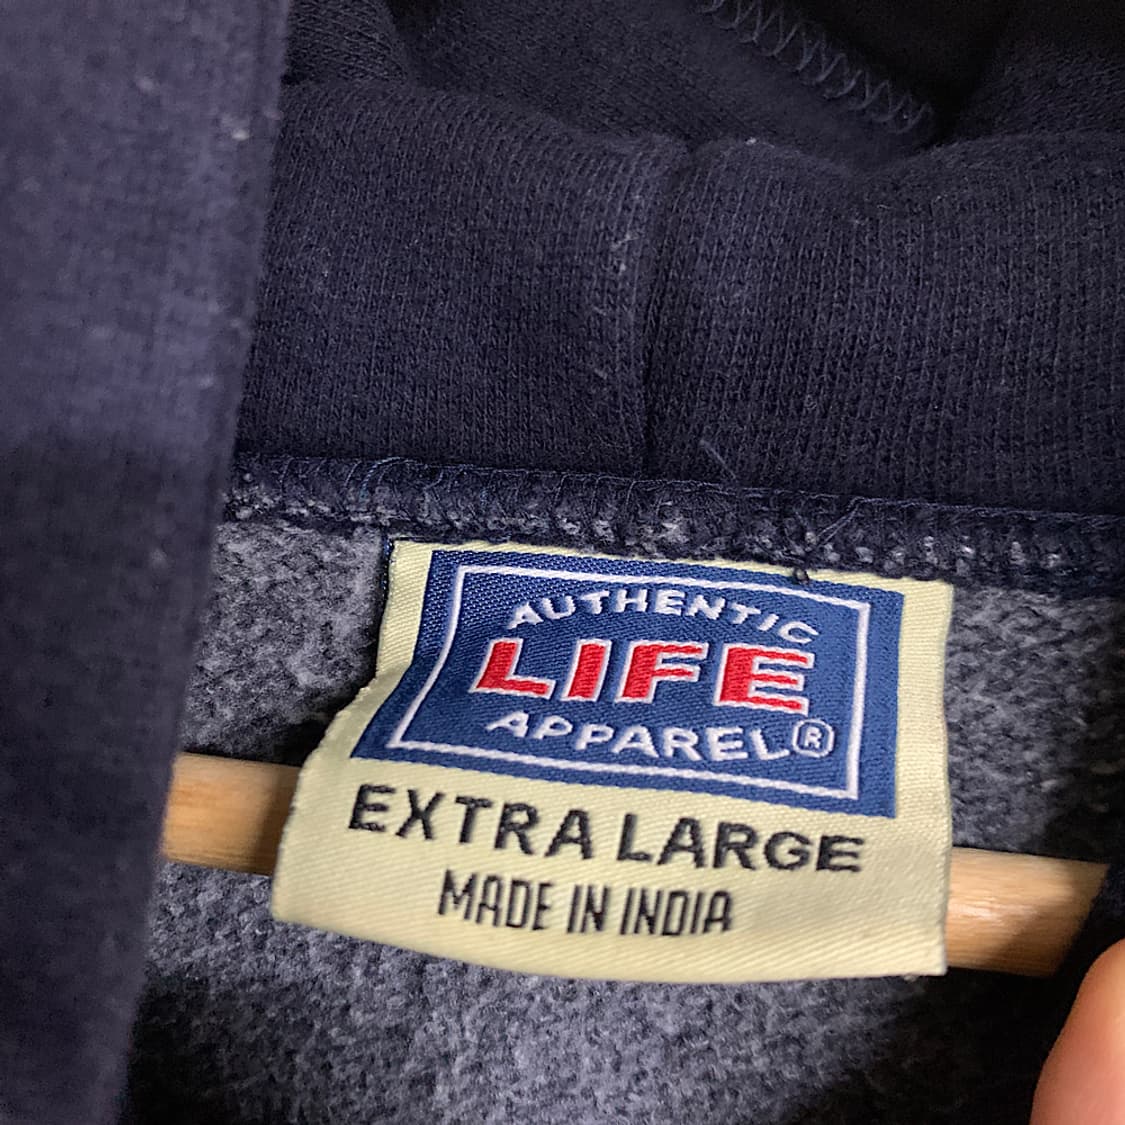 AUTHENTIC
LIFE
APPAREL®
EXTRA LARGE
MADE IN INDIA